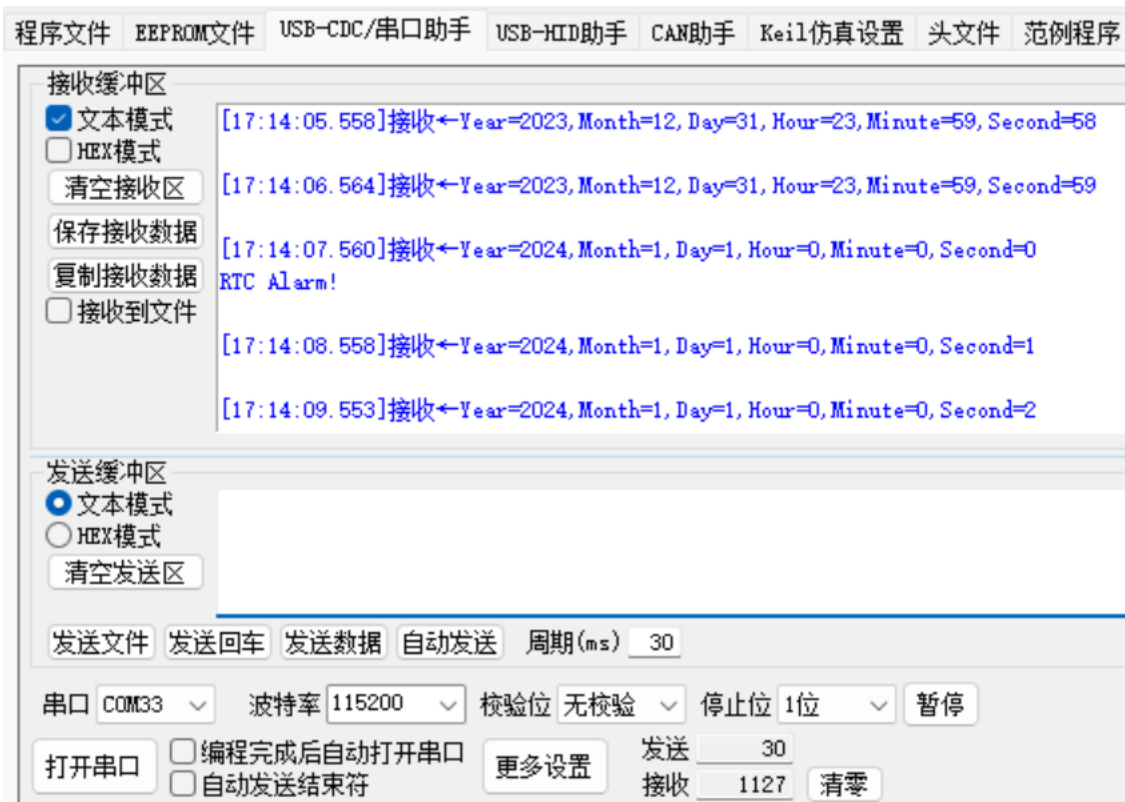 程序文件 EEPROM文件 USB-CDC/串口助手 USB-HID助手 CAN助手 Keil仿真设置 头文件 范例程序
接收缓冲区
文本模式
HEX模式
清空接收区
保存接收数据
复制接收数据
接收到文件
[17:14:05.558]接收←Year=2023,Month=12,Day=31,Hour=23,Minute=59,Second=58
[17:14:06.564]接收←Year=2023,Month=12,Day=31,Hour=23,Minute=59,Second=59
[17:14:07.560]接收←Year=2024,Month=1,Day=1,Hour=0,Minute=0,Second=0
RTC Alarm!
[17:14:08.558]接收←Year=2024,Month=1,Day=1,Hour=0,Minute=0,Second=1
[17:14:09.553]接收←Year=2024,Month=1,Day=1,Hour=0,Minute=0,Second=2
发送缓冲区
文本模式
HEX模式
清空发送区
发送文件 发送回车 发送数据 自动发送 周期(ms) 30
串口 COM33 波特率 115200 校验位 无校验 停止位 1位 暂停
打开串口 编程完成后自动打开串口 更多设置 发送 30
自动发送结束符 接收 1127 清零